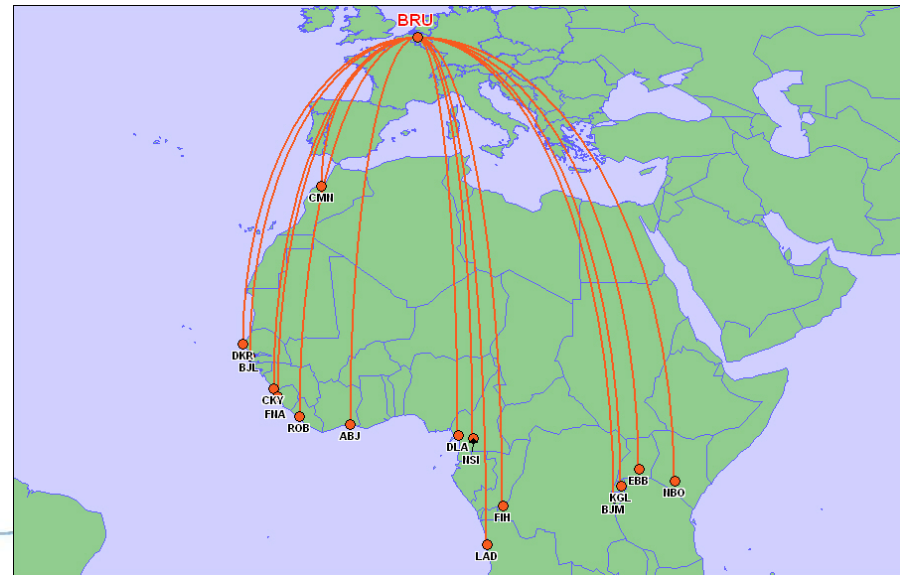 BRU
CMN
DKR
BJL
CKY
FNA
ROB
ABJ
DLA
NSI
EBB
KGL
NBO
BJM
FIH
LAD